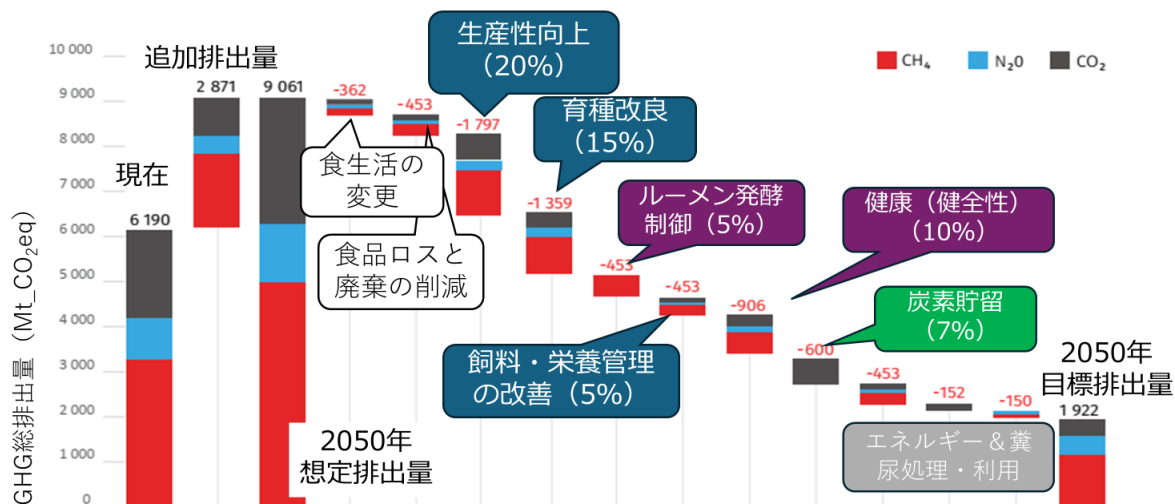 追加排出量
生産性向上
（20%）
CH₄
N₂0
CO₂
10 000
9 000
8 000
7 000
6 000
5 000
4 000
3 000
2 000
1 000
0
GHG総排出量（Mt_CO₂eq）
現在
6 190
2 871
9 061
2050年
想定排出量
-362
食生活の
変更
-453
食品ロスと
廃棄の削減
-1 797
育種改良
（15%）
-1 359
ルーメン発酵
制御（5%）
-453
飼料・栄養管理
の改善（5%）
-453
健康（健全性）
（10%）
-906
炭素貯留
（7%）
-600
-453
-152
-150
エネルギー＆糞
尿処理・利用
2050年
目標排出量
1 922